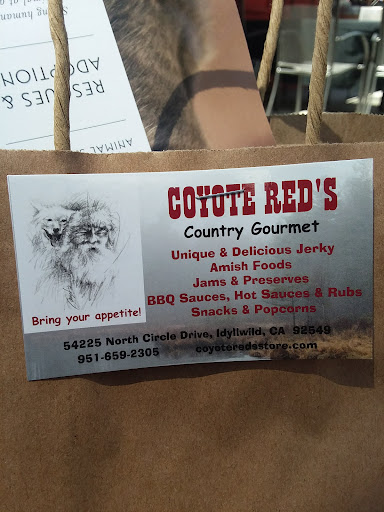 RESCUES &
ADOPTION
ANIMAL
COYOTE RED'S
Country Gourmet
Unique & Delicious Jerky
Amish Foods
Jams & Preserves
BBQ Sauces, Hot Sauces & Rubs
Snacks & Popcorns
Bring your appetite!
54225 North Circle Drive, Idyllwild, CA 92549
951-659-2305 coyoteredsstore.com